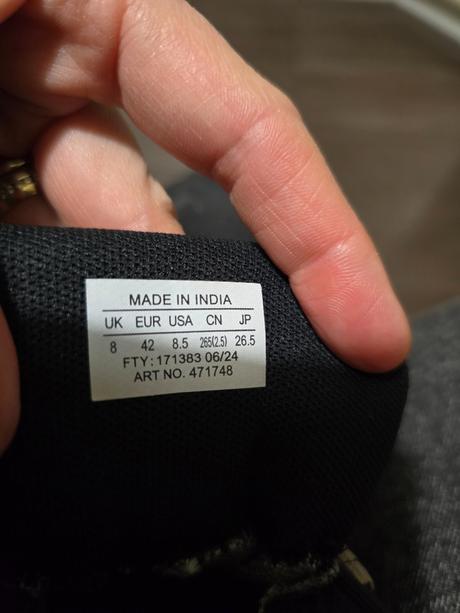 MADE IN INDIA
UK EUR USA CN JP
8 42 8.5 265(2.5) 26.5
FTY: 171383 06/24
ART NO. 471748